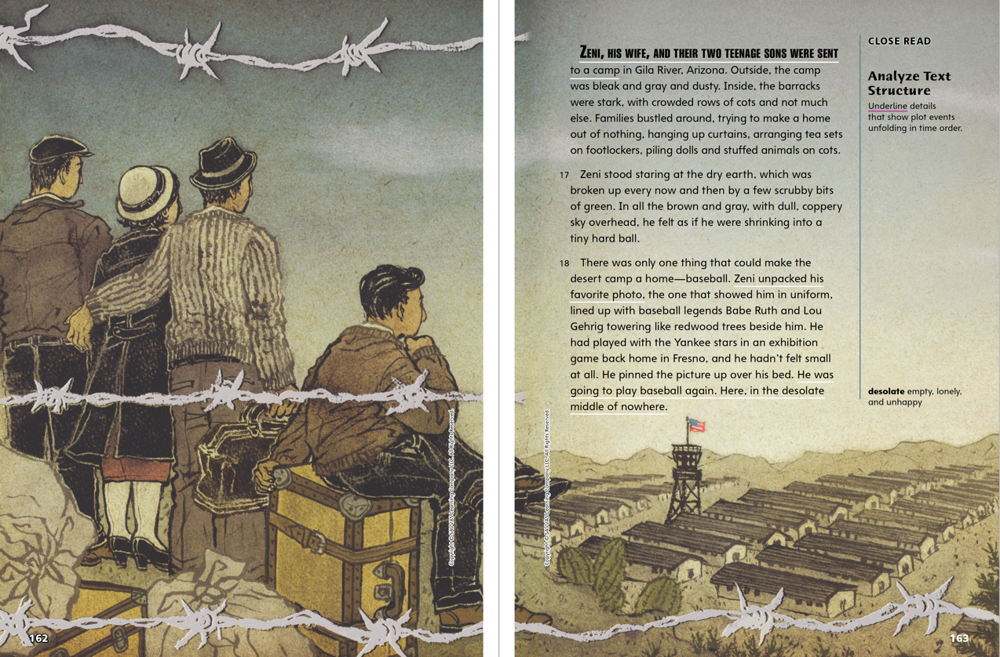 ZENI, HIS WIFE, AND THEIR TWO TEENAGE SONS WERE SENT
to a camp in Gila River, Arizona. Outside, the camp
was bleak and gray and dusty. Inside, the barracks
were stark, with crowded rows of cots and not much
else. Families bustled around, trying to make a home
out of nothing, hanging up curtains, arranging tea sets
on footlockers, piling dolls and stuffed animals on cots.
17 Zeni stood staring at the dry earth, which was
broken up every now and then by a few scrubby bits
of green. In all the brown and gray, with dull, coppery
sky overhead, he felt as if he were shrinking into a
tiny hard ball.
18 There was only one thing that could make the
desert camp a home—baseball. Zeni unpacked his
favorite photo, the one that showed him in uniform,
lined up with baseball legends Babe Ruth and Lou
Gehrig towering like redwood trees beside him. He
had played with the Yankee stars in an exhibition
game back home in Fresno, and he hadn't felt small
at all. He pinned the picture up over his bed. He was
going to play baseball again. Here, in the desolate
middle of nowhere.
CLOSE READ
Analyze Text
Structure
Underline details
that show plot events
unfolding in time order.
desolate empty, lonely,
and unhappy
Copyright © SAVVAS Learning Company LLC. All Rights Reserved.
Copyright © SAVVAS Learning Company LLC. All Rights Reserved.
162
163